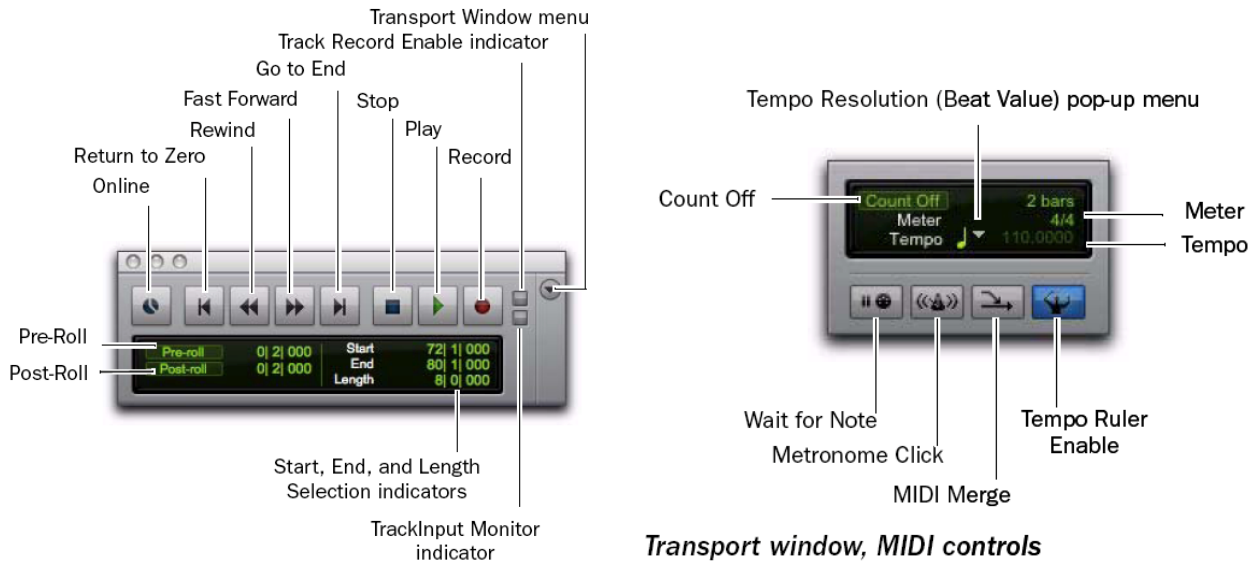 Transport Window menu
Track Record Enable indicator
Go to End
Fast Forward
Stop
Rewind
Play
Return to Zero
Record
Online
Pre-Roll
Post-Roll
Pre-roll 0| 2| 000
Post-roll 0| 2| 000
Start 72| 1| 000
End 80| 1| 000
Length 8| 0| 000
Start, End, and Length
Selection indicators
TrackInput Monitor
indicator
Tempo Resolution (Beat Value) pop-up menu
Count Off
Count Off 2 bars
Meter 4/4
Tempo 110.0000
Meter
Tempo
Wait for Note
Metronome Click
MIDI Merge
Tempo Ruler
Enable
Transport window, MIDI controls